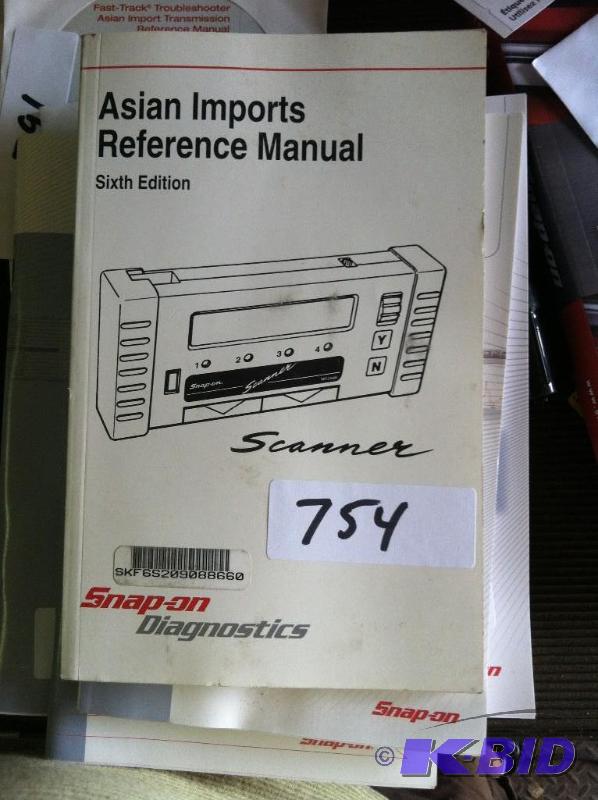 Fast-Track® Troubleshooter
Asian Import Transmission
Reference Manual
Asian Imports
Reference Manual
Sixth Edition
1 2 3 4
Y
N
Snap-on Scanner
Scanner
754
SKF6S209088660
Snap-on
Diagnostics
Snap-on
Snap-on
© K-BID